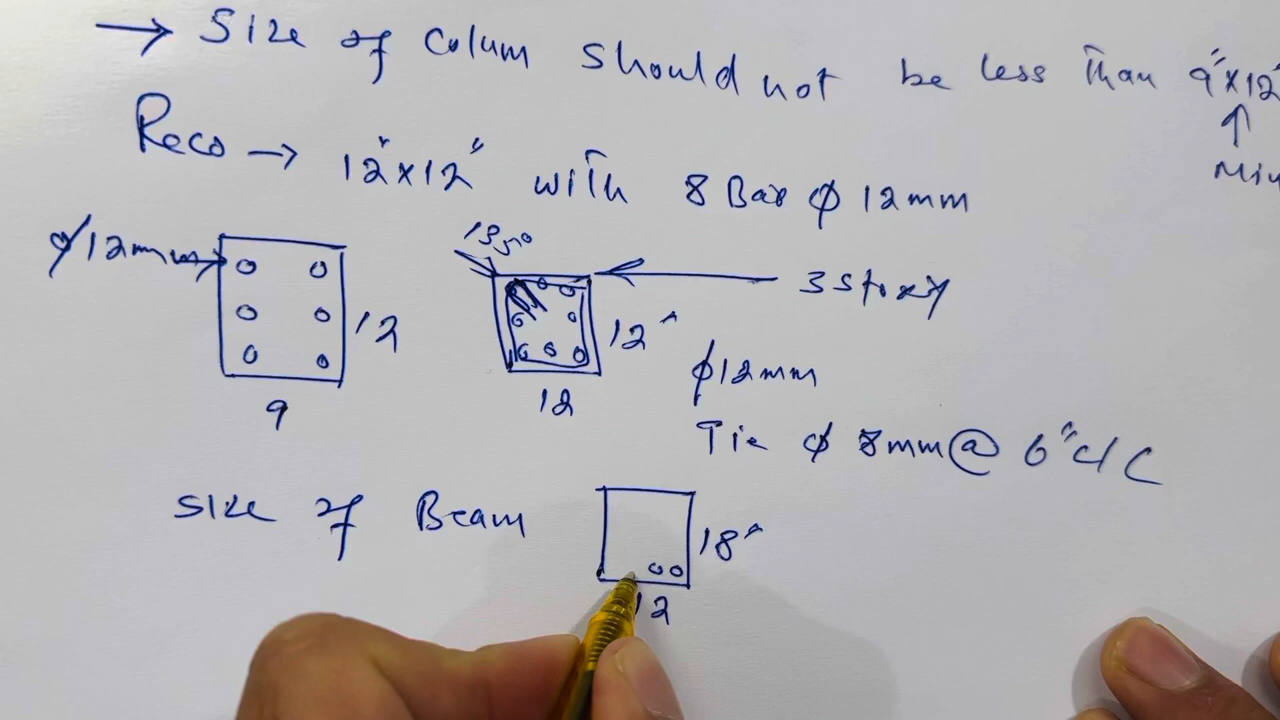 → Size of Colum should not be less Than 9"x12"
Min
Reco → 12"x12" with 8 Bar ϕ 12mm
ϕ12mm
12
9
135°
12"
12
3 Story
ϕ12mm
Tie ϕ 8mm@ 6"c/c
Size of Beam
18"
12